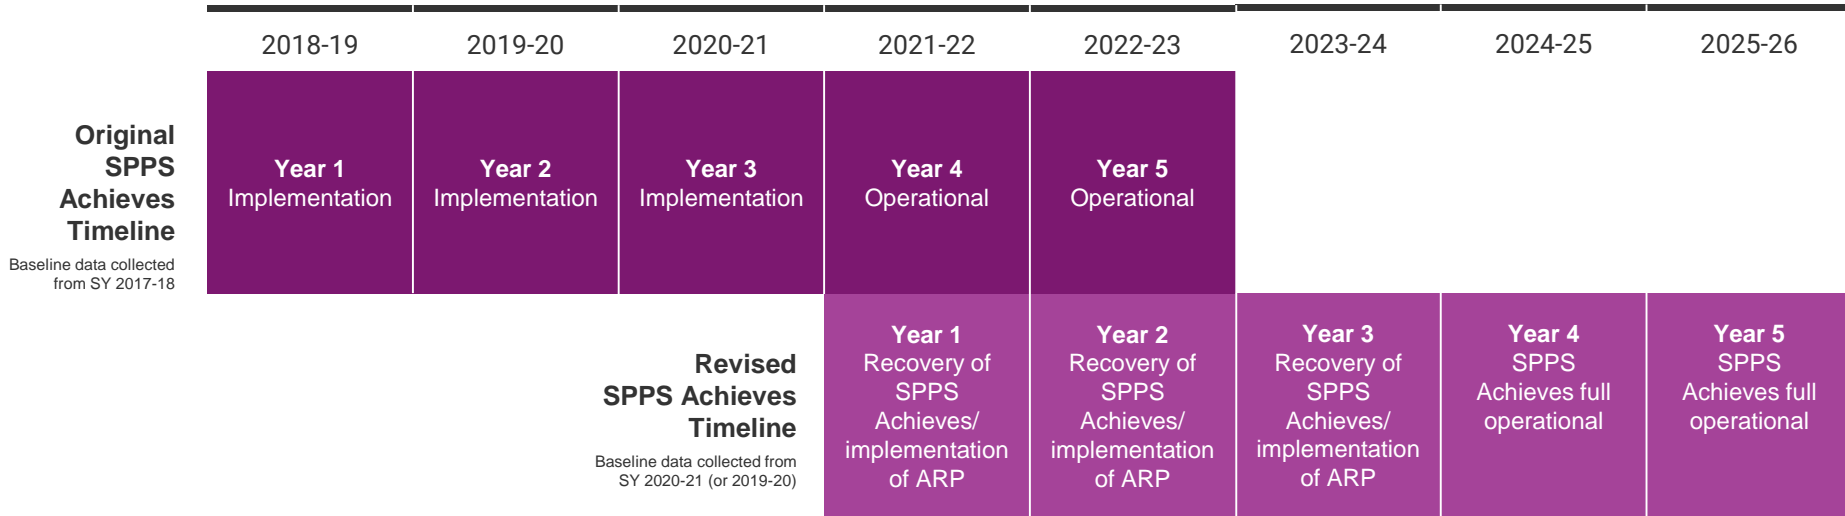 2018-19 2019-20 2020-21 2021-22 2022-23 2023-24 2024-25 2025-26
Original
SPPS
Achieves
Timeline
Baseline data collected
from SY 2017-18
Year 1
Implementation
Year 2
Implementation
Year 3
Implementation
Year 4
Operational
Year 5
Operational
Revised
SPPS Achieves
Timeline
Baseline data collected from
SY 2020-21 (or 2019-20)
Year 1
Recovery of
SPPS
Achieves/
implementation
of ARP
Year 2
Recovery of
SPPS
Achieves/
implementation
of ARP
Year 3
Recovery of
SPPS
Achieves/
implementation
of ARP
Year 4
SPPS
Achieves full
operational
Year 5
SPPS
Achieves full
operational